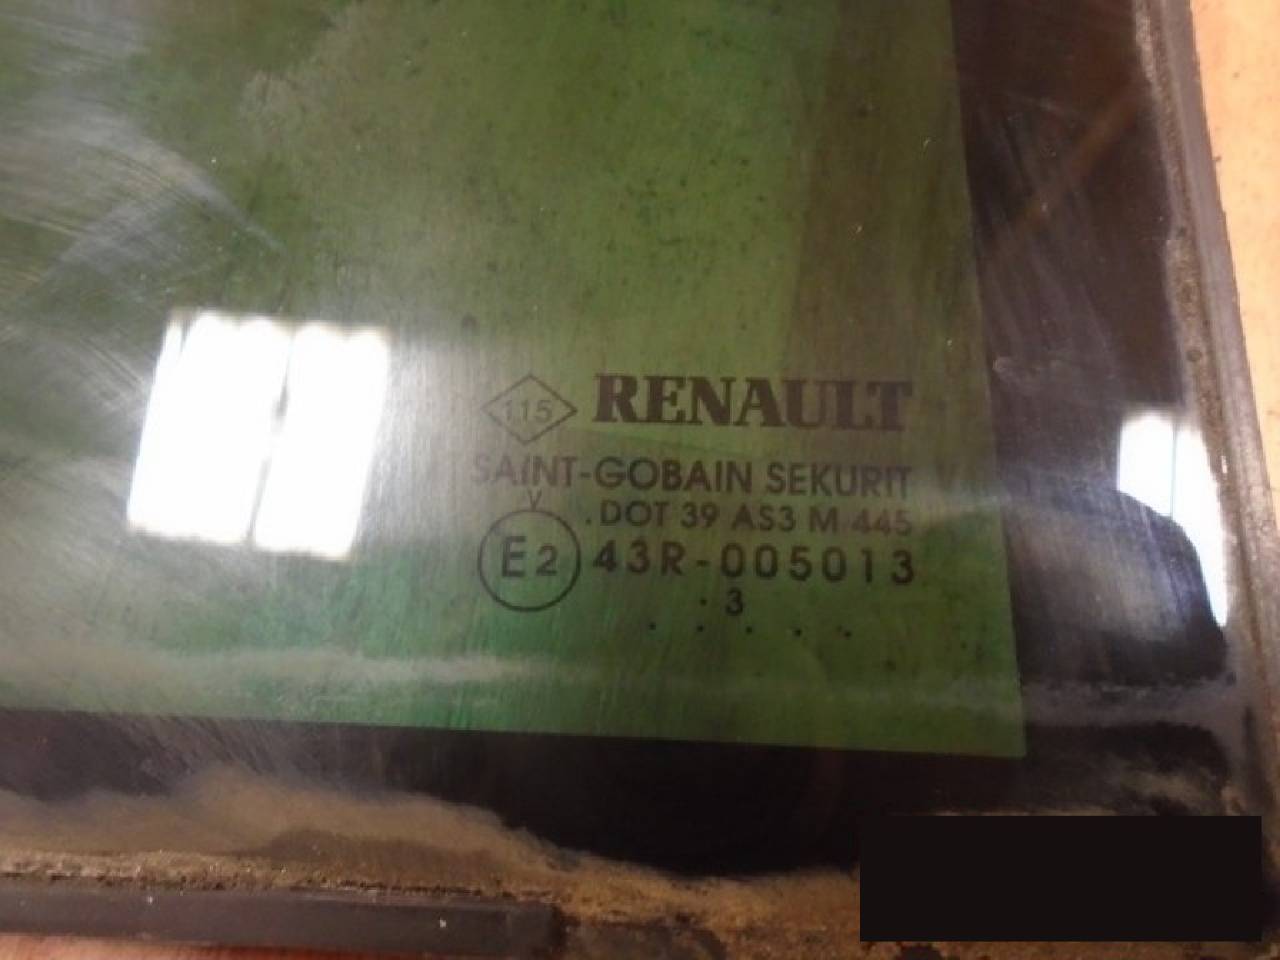 115 RENAULT
SAINT-GOBAIN SEKURIT
V
.DOT 39 AS3 M 445
E2 43R-005013
. 3
. . . . .